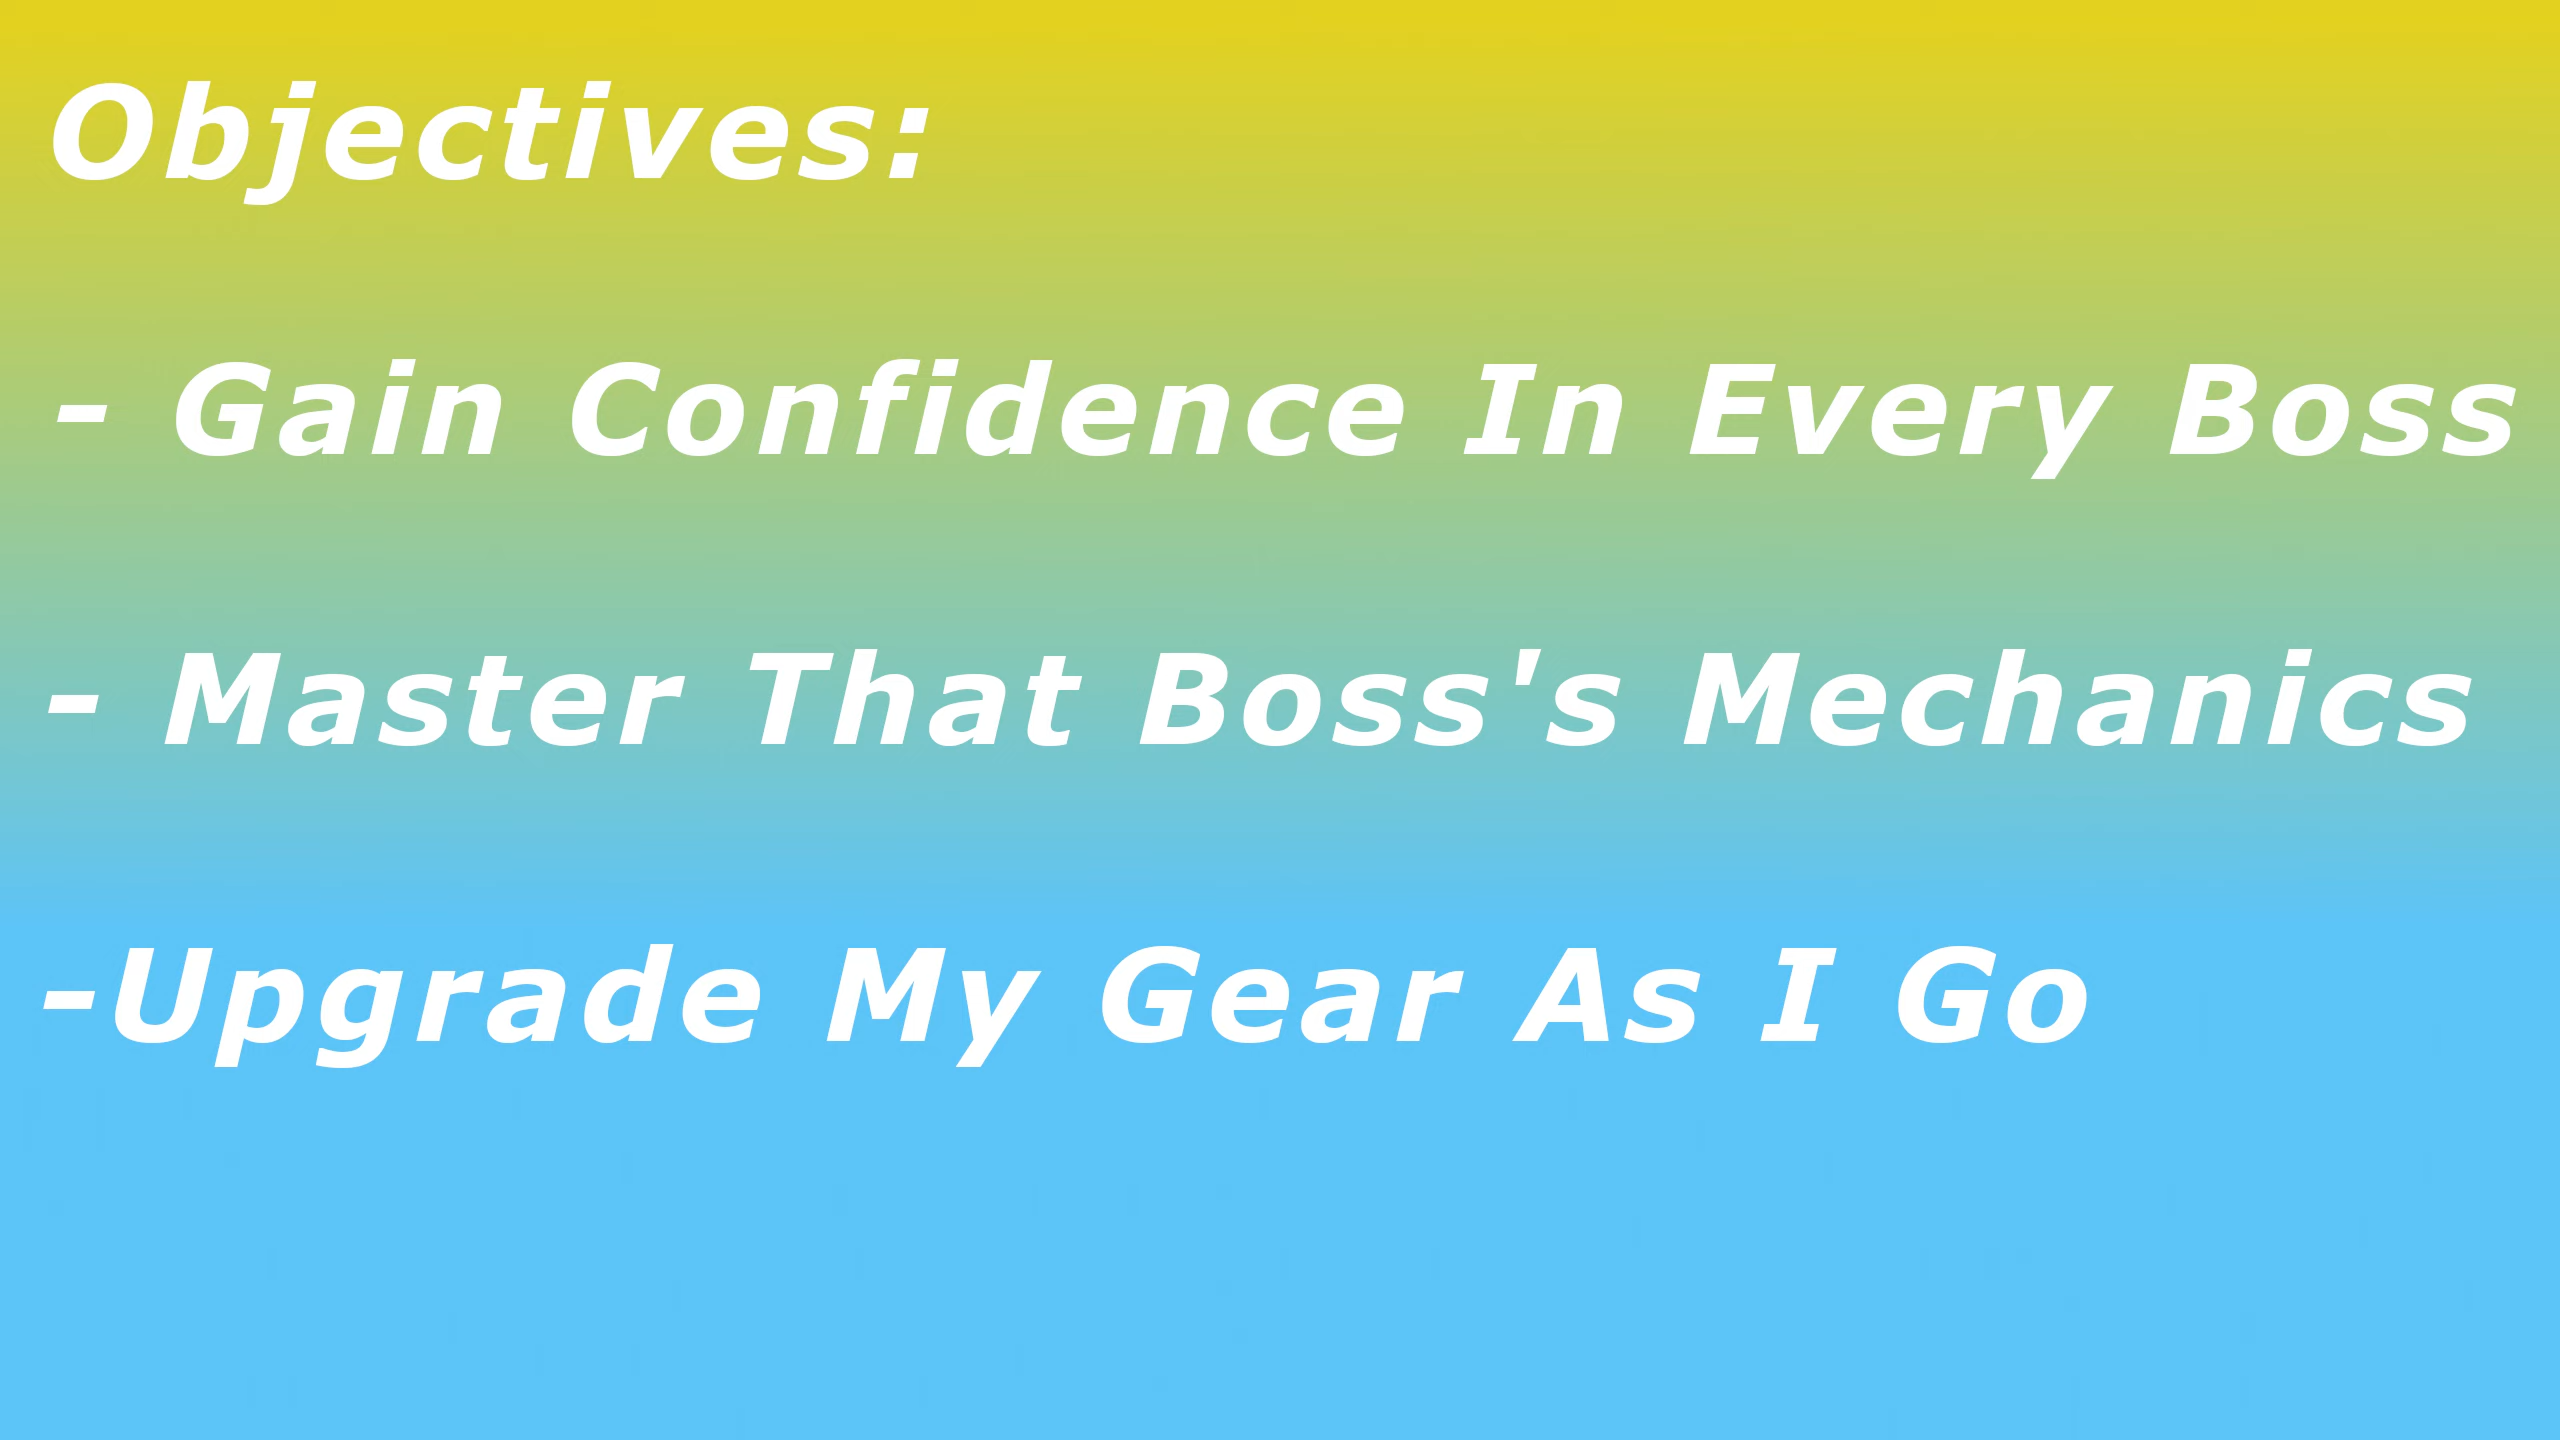 Objectives:
- Gain Confidence In Every Boss
- Master That Boss's Mechanics
-Upgrade My Gear As I Go